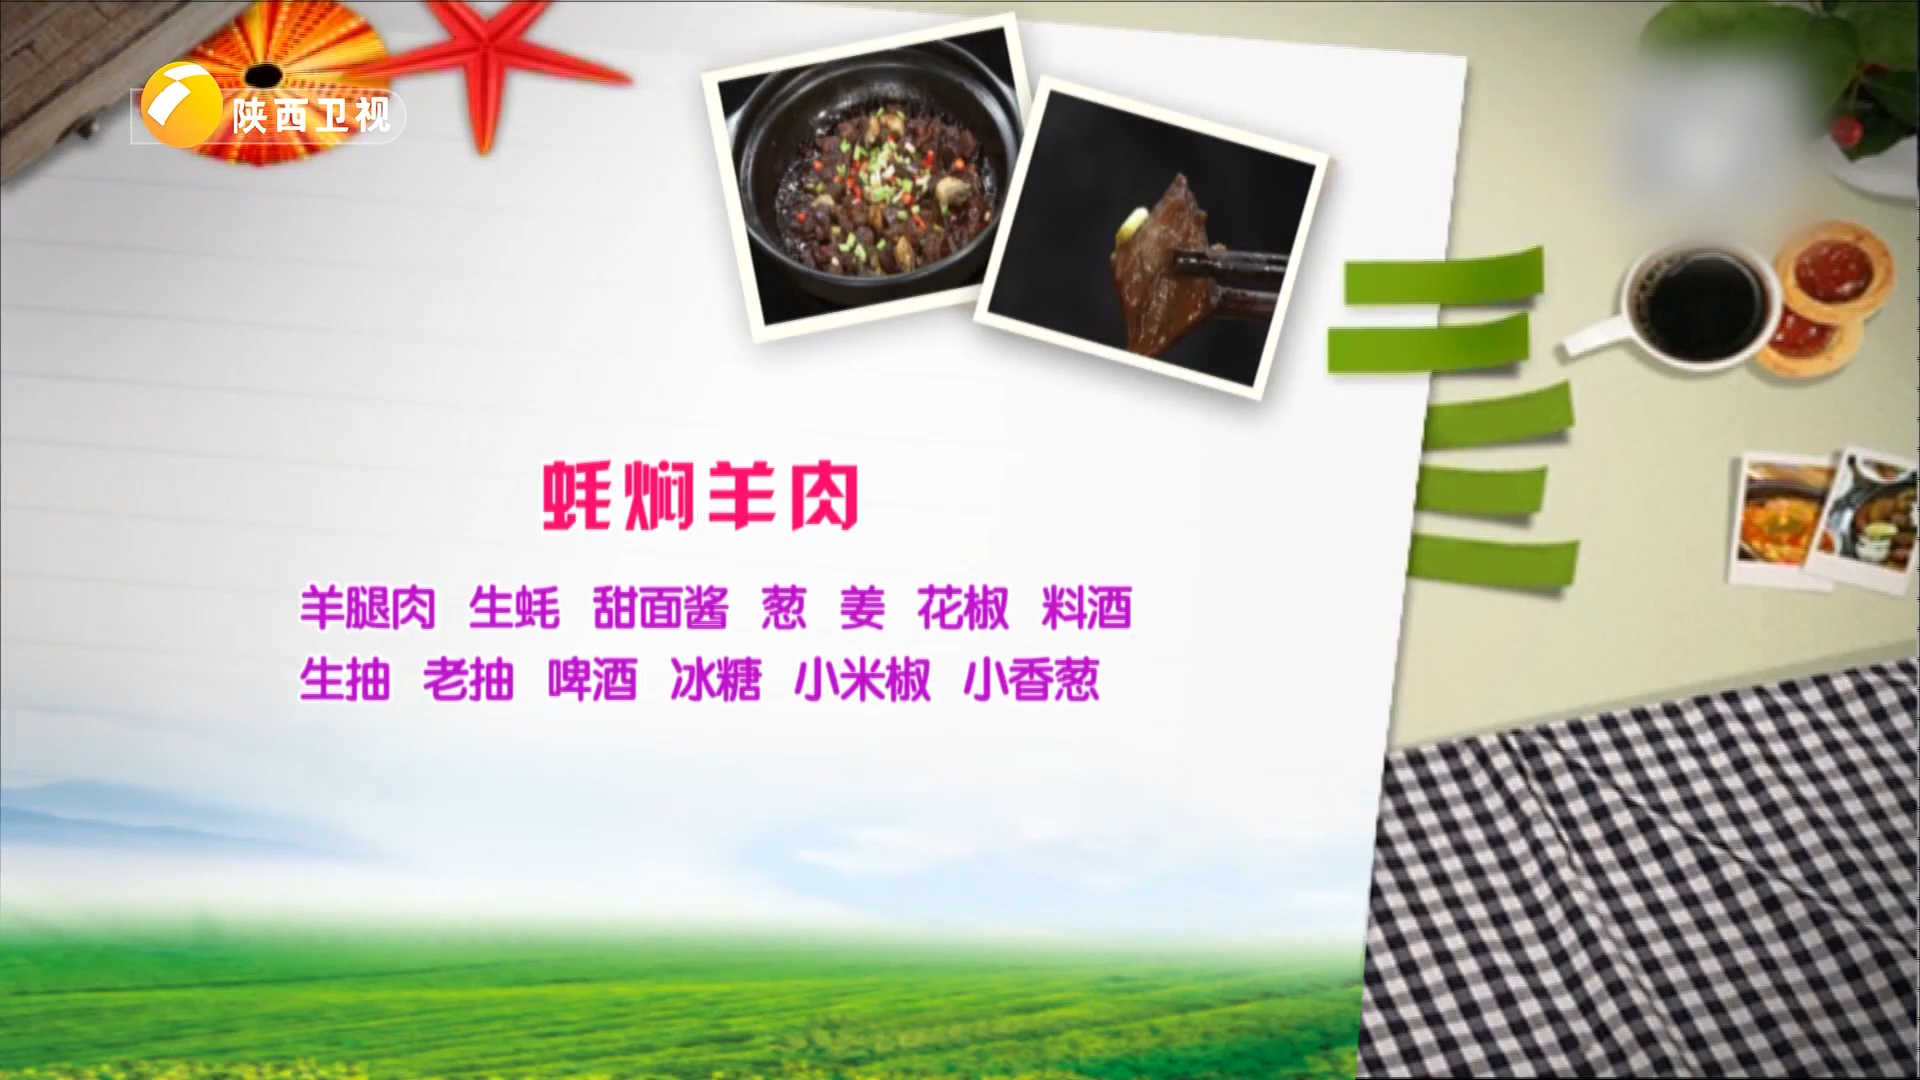 陕西卫视
蚝焖羊肉
羊腿肉 生蚝 甜面酱 葱 姜 花椒 料酒
生抽 老抽 啤酒 冰糖 小米椒 小香葱